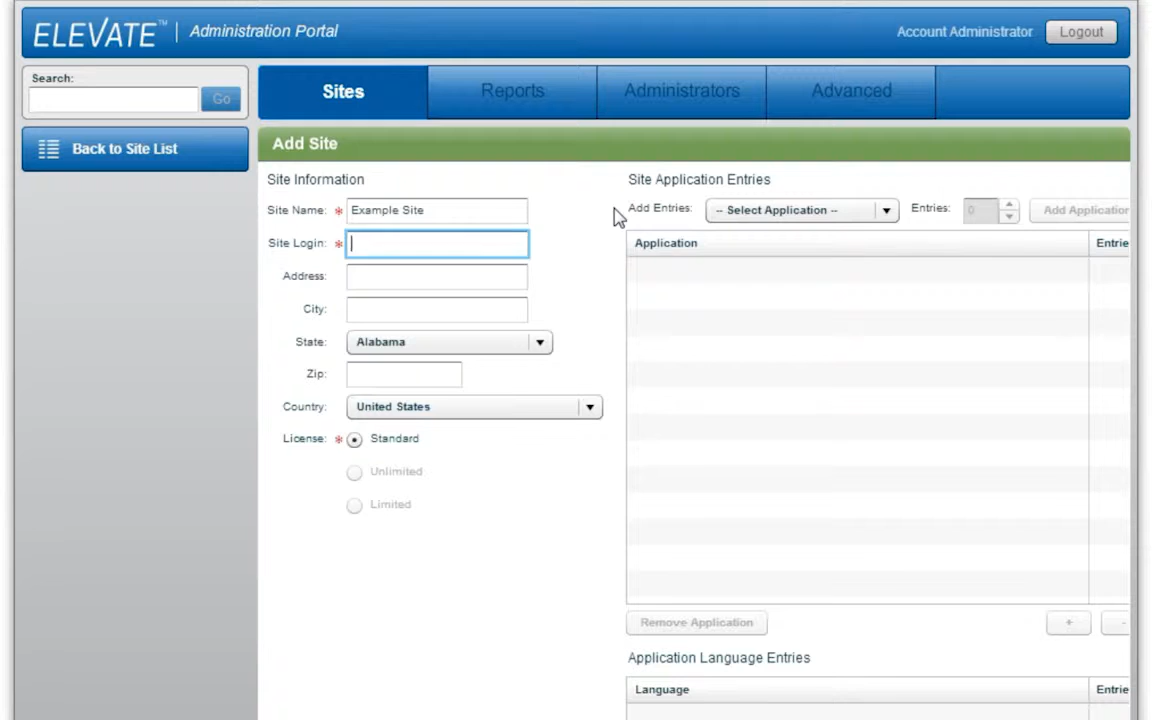 ELEVATE™ | Administration Portal
Account Administrator Logout
Search:
Go
Sites Reports Administrators Advanced
Back to Site List
Add Site
Site Information
Site Name: * Example Site
Site Login: *
Address:
City:
State: Alabama
Zip:
Country: United States
License: * Standard
Unlimited
Limited
Site Application Entries
Add Entries: -- Select Application -- Entries: 0 Add Application
Application Entrie
Remove Application + -
Application Language Entries
Language Entrie